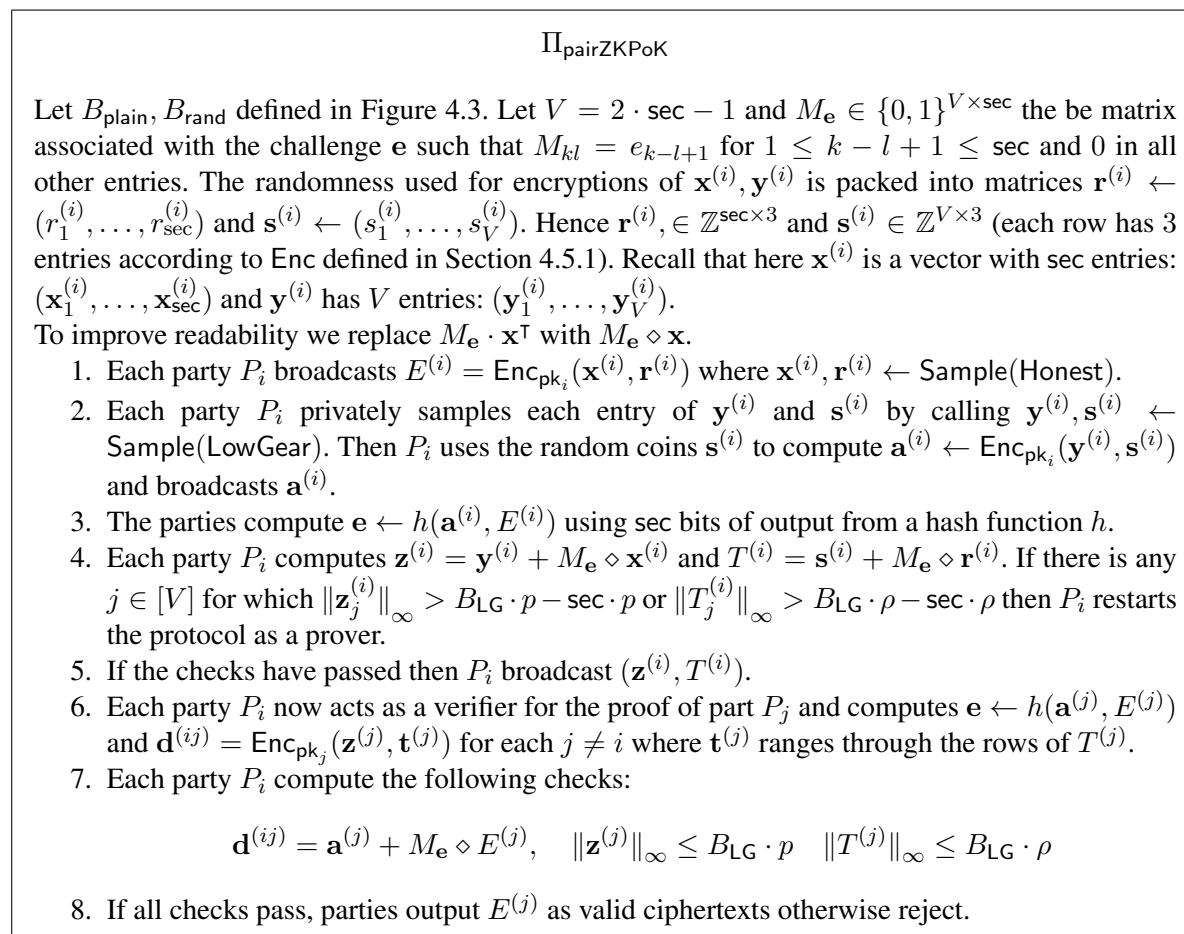 Π_pairZKPoK
Let B_plain, B_rand defined in Figure 4.3. Let V = 2 · sec − 1 and M_e ∈ {0, 1}^{V×sec} the be matrix
associated with the challenge e such that M_{kl} = e_{k−l+1} for 1 ≤ k − l + 1 ≤ sec and 0 in all
other entries. The randomness used for encryptions of x^{(i)}, y^{(i)} is packed into matrices r^{(i)} ←
(r_1^{(i)}, . . . , r_{sec}^{(i)}) and s^{(i)} ← (s_1^{(i)}, . . . , s_V^{(i)}). Hence r^{(i)}, ∈ ℤ^{sec×3} and s^{(i)} ∈ ℤ^{V×3} (each row has 3
entries according to Enc defined in Section 4.5.1). Recall that here x^{(i)} is a vector with sec entries:
(x_1^{(i)}, . . . , x_{sec}^{(i)}) and y^{(i)} has V entries: (y_1^{(i)}, . . . , y_V^{(i)}).
To improve readability we replace M_e · x^⊤ with M_e ⋄ x.
1. Each party P_i broadcasts E^{(i)} = Enc_{pk_i}(x^{(i)}, r^{(i)}) where x^{(i)}, r^{(i)} ← Sample(Honest).
2. Each party P_i privately samples each entry of y^{(i)} and s^{(i)} by calling y^{(i)}, s^{(i)} ←
Sample(LowGear). Then P_i uses the random coins s^{(i)} to compute a^{(i)} ← Enc_{pk_i}(y^{(i)}, s^{(i)})
and broadcasts a^{(i)}.
3. The parties compute e ← h(a^{(i)}, E^{(i)}) using sec bits of output from a hash function h.
4. Each party P_i computes z^{(i)} = y^{(i)} + M_e ⋄ x^{(i)} and T^{(i)} = s^{(i)} + M_e ⋄ r^{(i)}. If there is any
j ∈ [V] for which ‖z_j^{(i)}‖_∞ > B_LG · p − sec · p or ‖T_j^{(i)}‖_∞ > B_LG · ρ − sec · ρ then P_i restarts
the protocol as a prover.
5. If the checks have passed then P_i broadcast (z^{(i)}, T^{(i)}).
6. Each party P_i now acts as a verifier for the proof of part P_j and computes e ← h(a^{(j)}, E^{(j)})
and d^{(ij)} = Enc_{pk_j}(z^{(j)}, t^{(j)}) for each j ≠ i where t^{(j)} ranges through the rows of T^{(j)}.
7. Each party P_i compute the following checks:
d^{(ij)} = a^{(j)} + M_e ⋄ E^{(j)}, ‖z^{(j)}‖_∞ ≤ B_LG · p ‖T^{(j)}‖_∞ ≤ B_LG · ρ
8. If all checks pass, parties output E^{(j)} as valid ciphertexts otherwise reject.